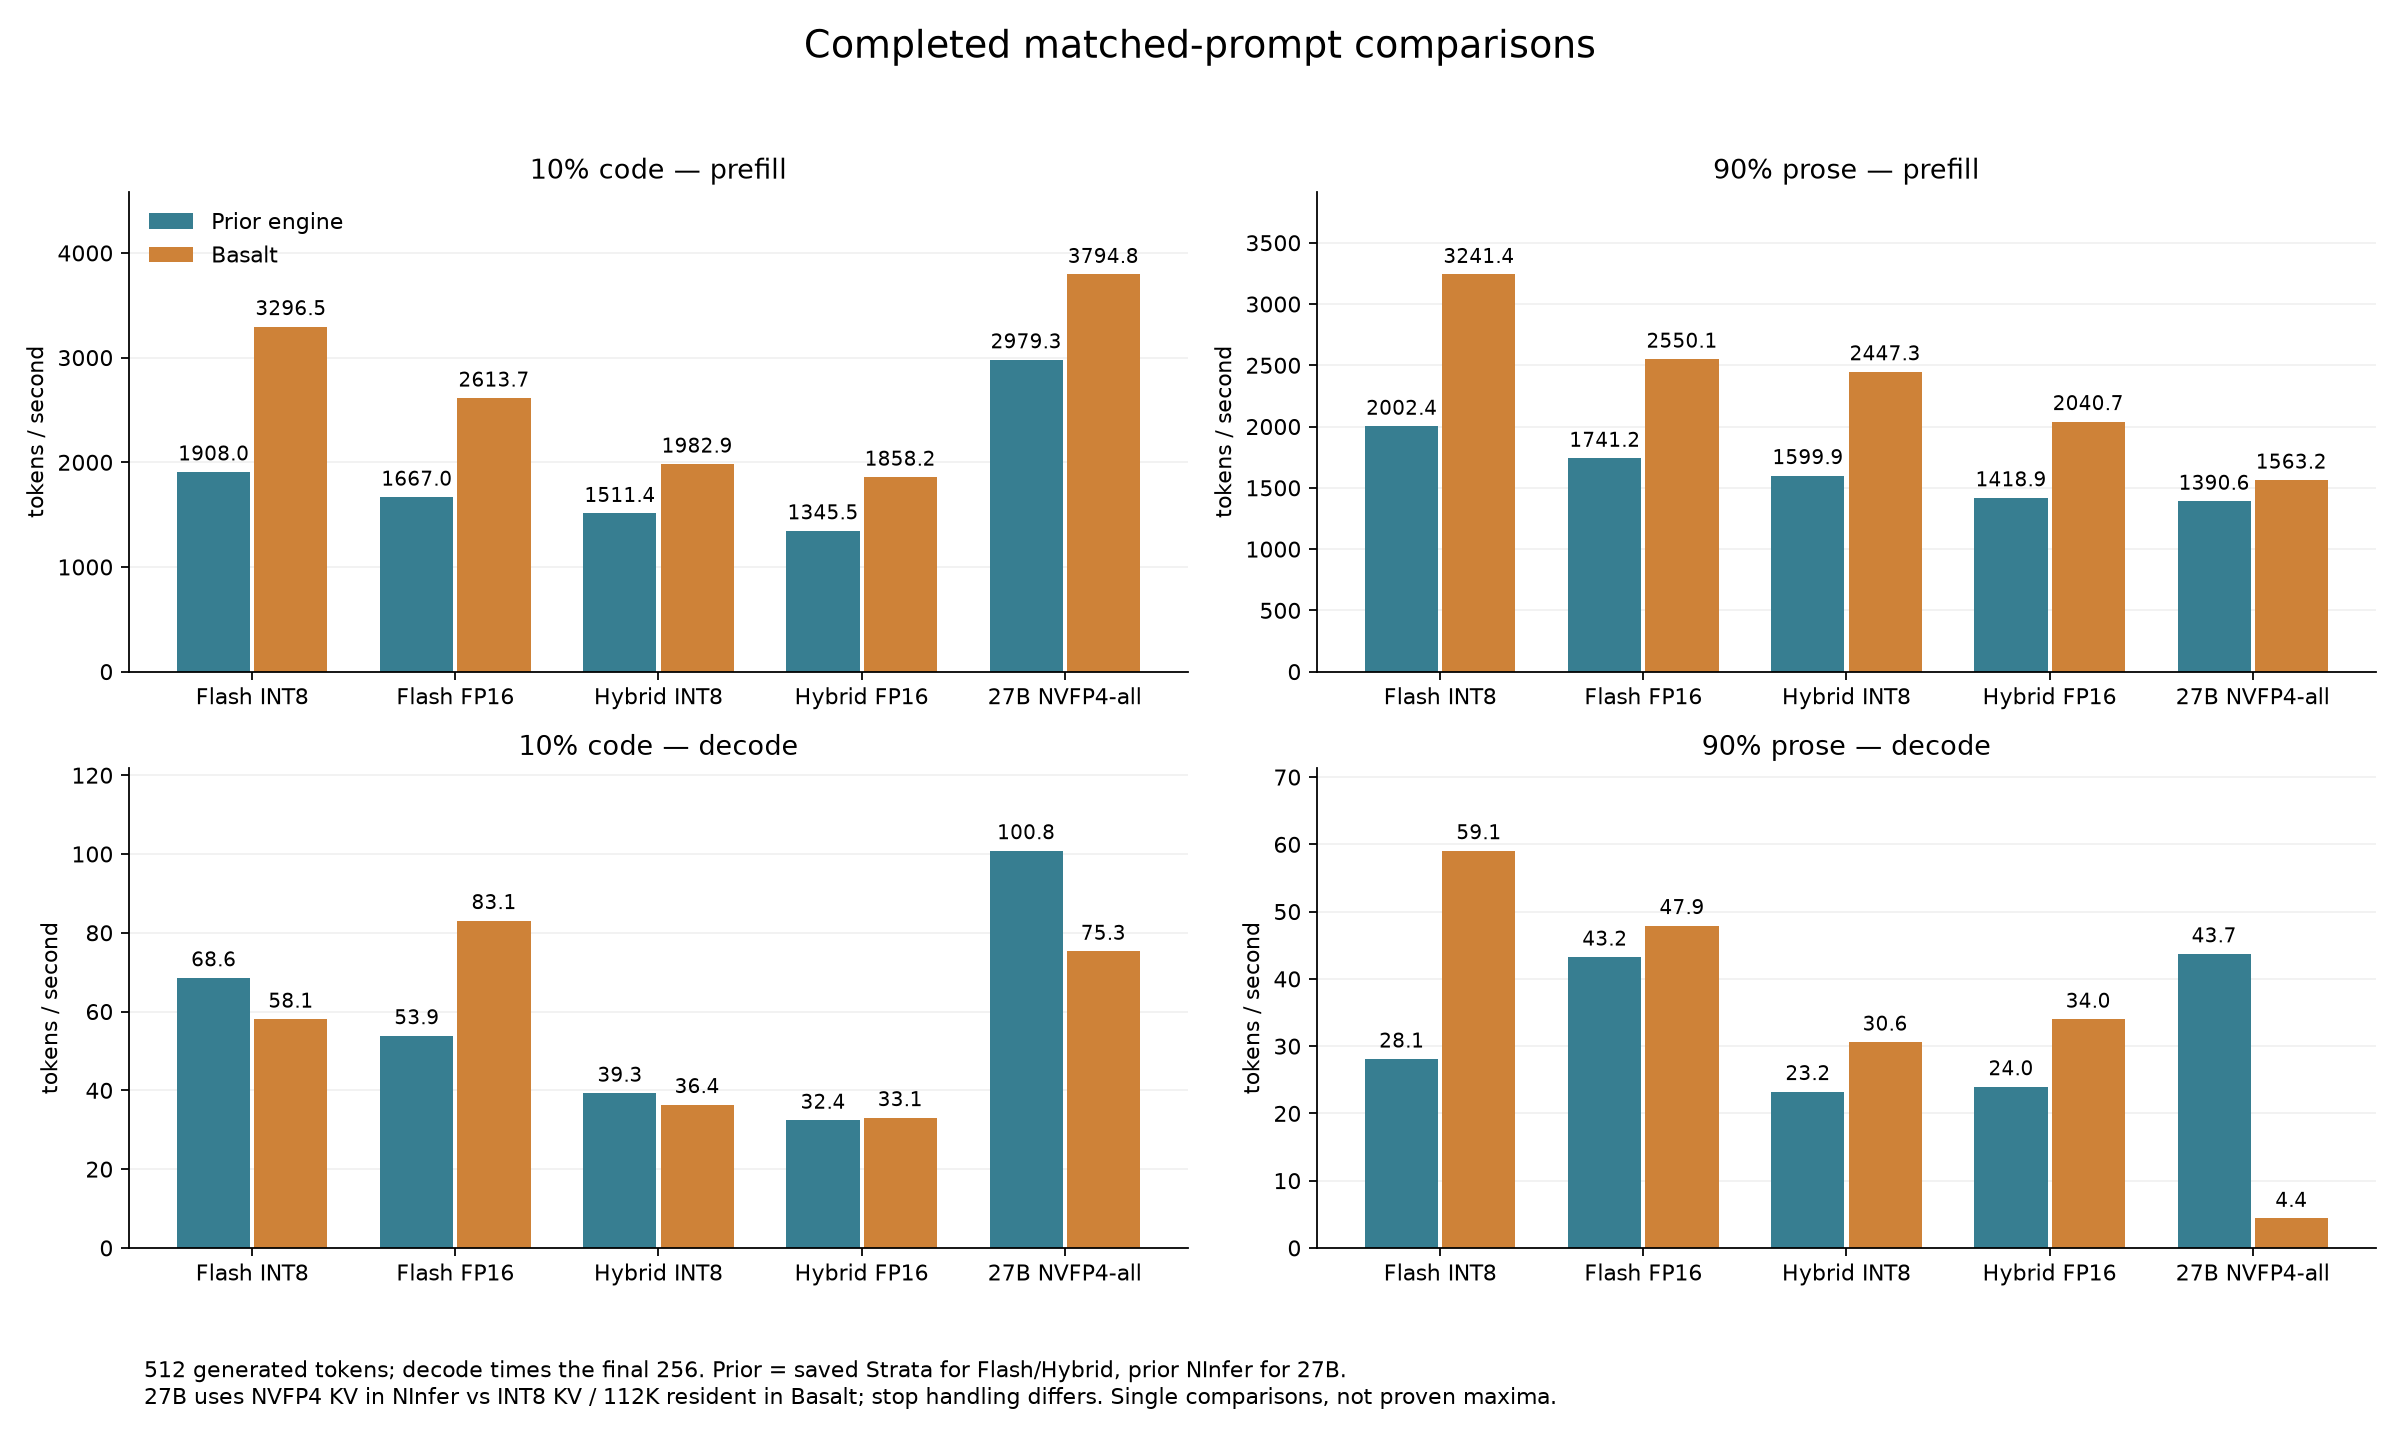 Completed matched-prompt comparisons
10% code — prefill
tokens / second
4000
3000
2000
1000
0
Prior engine
Basalt
1908.0
3296.5
1667.0
2613.7
1511.4
1982.9
1345.5
1858.2
2979.3
3794.8
Flash INT8
Flash FP16
Hybrid INT8
Hybrid FP16
27B NVFP4-all
90% prose — prefill
tokens / second
3500
3000
2500
2000
1500
1000
500
0
2002.4
3241.4
1741.2
2550.1
1599.9
2447.3
1418.9
2040.7
1390.6
1563.2
Flash INT8
Flash FP16
Hybrid INT8
Hybrid FP16
27B NVFP4-all
10% code — decode
tokens / second
120
100
80
60
40
20
0
68.6
58.1
53.9
83.1
39.3
36.4
32.4
33.1
100.8
75.3
Flash INT8
Flash FP16
Hybrid INT8
Hybrid FP16
27B NVFP4-all
90% prose — decode
tokens / second
70
60
50
40
30
20
10
0
28.1
59.1
43.2
47.9
23.2
30.6
24.0
34.0
43.7
4.4
Flash INT8
Flash FP16
Hybrid INT8
Hybrid FP16
27B NVFP4-all
512 generated tokens; decode times the final 256. Prior = saved Strata for Flash/Hybrid, prior NInfer for 27B.
27B uses NVFP4 KV in NInfer vs INT8 KV / 112K resident in Basalt; stop handling differs. Single comparisons, not proven maxima.